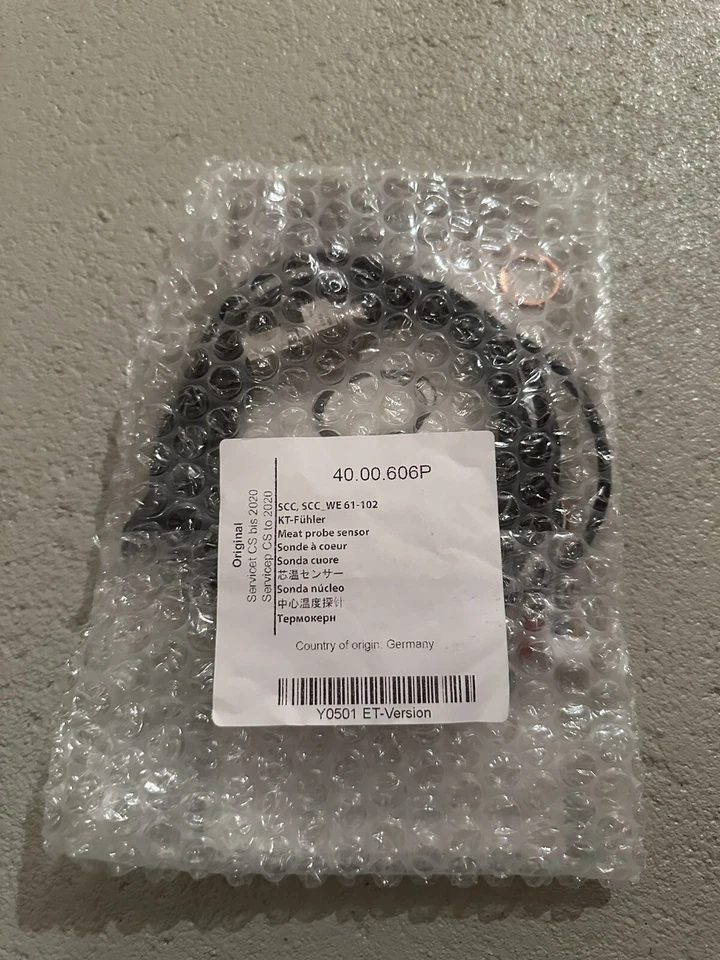 40.00.606P
Original
Servicet CS bis 2020
Servicep CS to 2020
SCC, SCC_WE 61-102
KT-Fühler
Meat probe sensor
Sonde à coeur
Sonda cuore
芯温センサー
Sonda núcleo
中心温度探针
Термокерн
Country of origin: Germany
Y0501 ET-Version